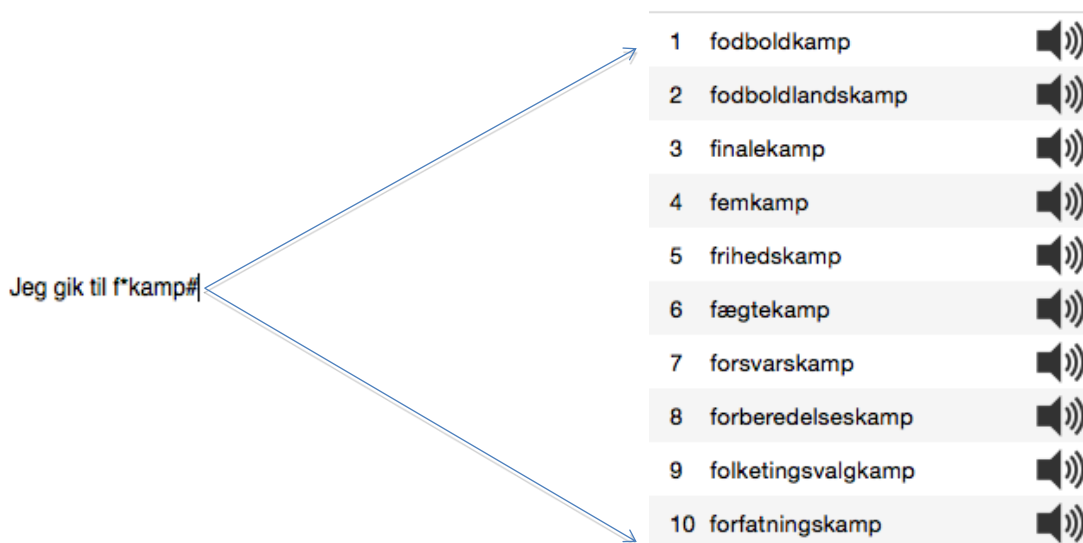 Jeg gik til f*kamp#
1 fodboldkamp
2 fodboldlandskamp
3 finalekamp
4 femkamp
5 frihedskamp
6 fægtekamp
7 forsvarskamp
8 forberedelseskamp
9 folketingsvalgkamp
10 forfatningskamp